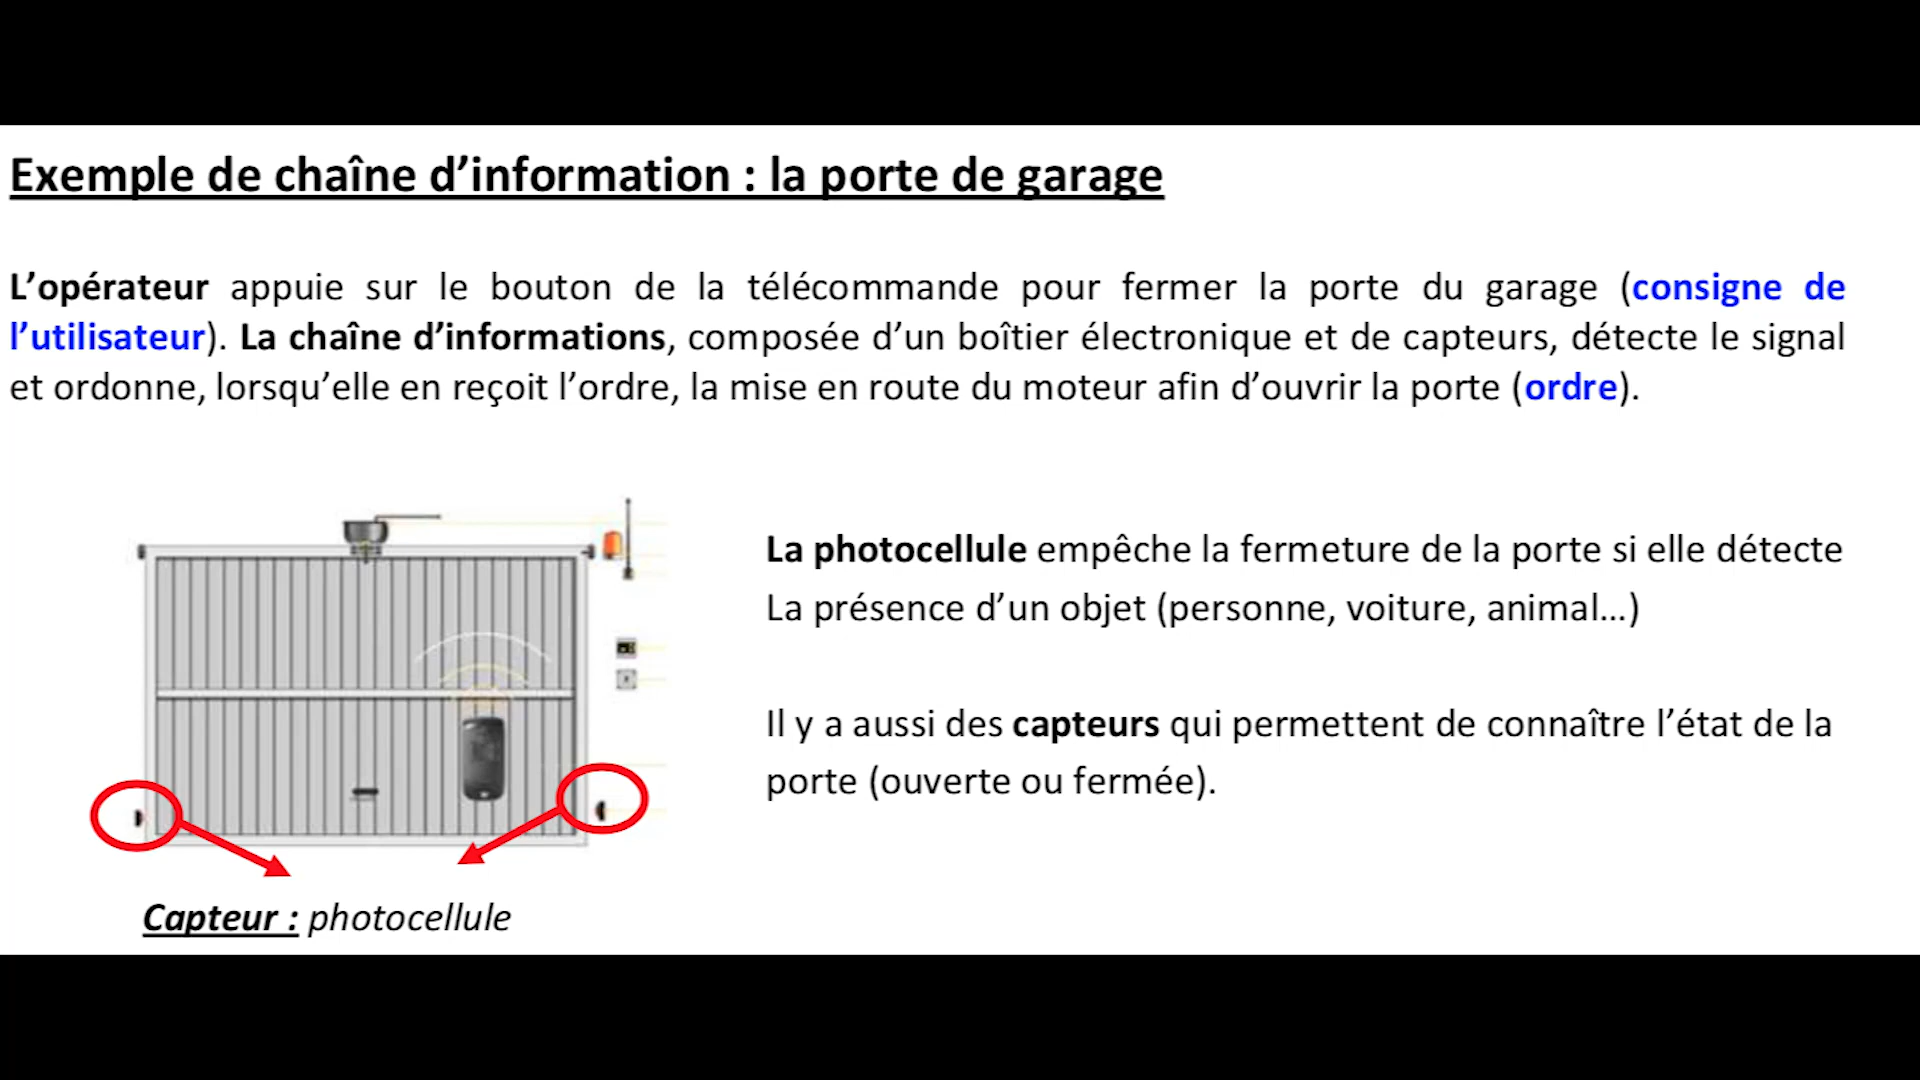 Exemple de chaîne d’information : la porte de garage
L’opérateur appuie sur le bouton de la télécommande pour fermer la porte du garage (consigne de
l’utilisateur). La chaîne d’informations, composée d’un boîtier électronique et de capteurs, détecte le signal
et ordonne, lorsqu’elle en reçoit l’ordre, la mise en route du moteur afin d’ouvrir la porte (ordre).
La photocellule empêche la fermeture de la porte si elle détecte
La présence d’un objet (personne, voiture, animal…)
Il y a aussi des capteurs qui permettent de connaître l’état de la
porte (ouverte ou fermée).
Capteur : photocellule